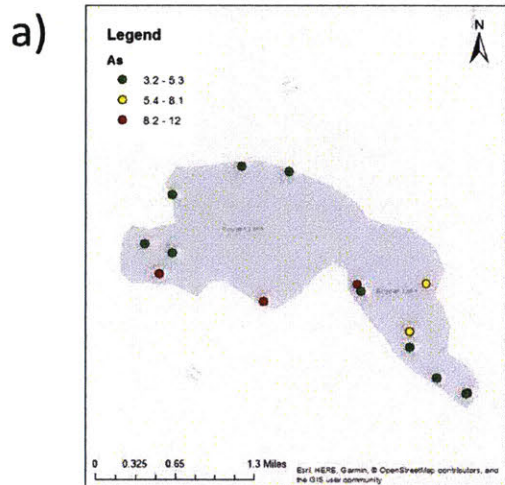 a)
Legend
N
As
3.2 - 5.3
5.4 - 8.1
8.2 - 12
0 0.325 0.65 1.3 Miles
Esri, HERE, Garmin, © OpenStreetMap contributors, and
the GIS user community